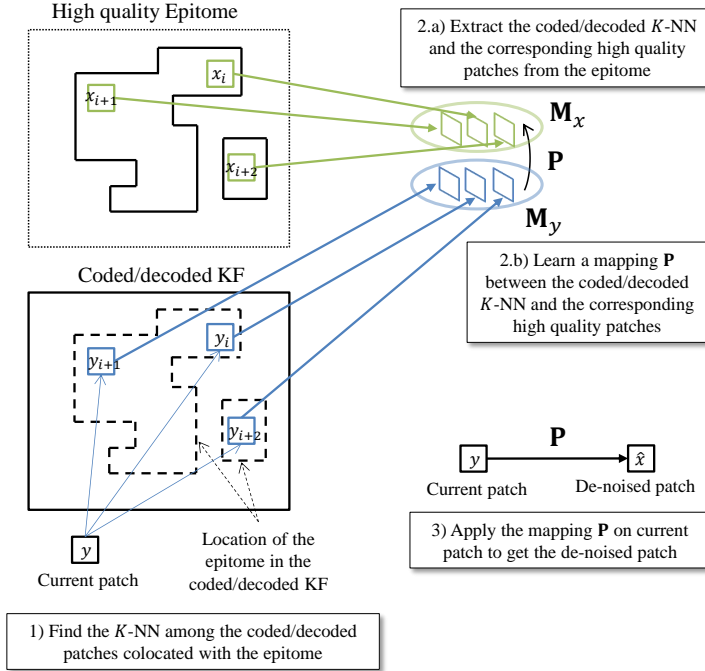 High quality Epitome
2.a) Extract the coded/decoded K-NN
and the corresponding high quality
patches from the epitome
x_i
x_{i+1}
x_{i+2}
M_x
P
M_y
2.b) Learn a mapping P
between the coded/decoded
K-NN and the corresponding
high quality patches
Coded/decoded KF
y_i
y_{i+1}
y_{i+2}
y
Current patch
Location of the
epitome in the
coded/decoded KF
P
y
x̂
Current patch
De-noised patch
3) Apply the mapping P on current
patch to get the de-noised patch
1) Find the K-NN among the coded/decoded
patches colocated with the epitome